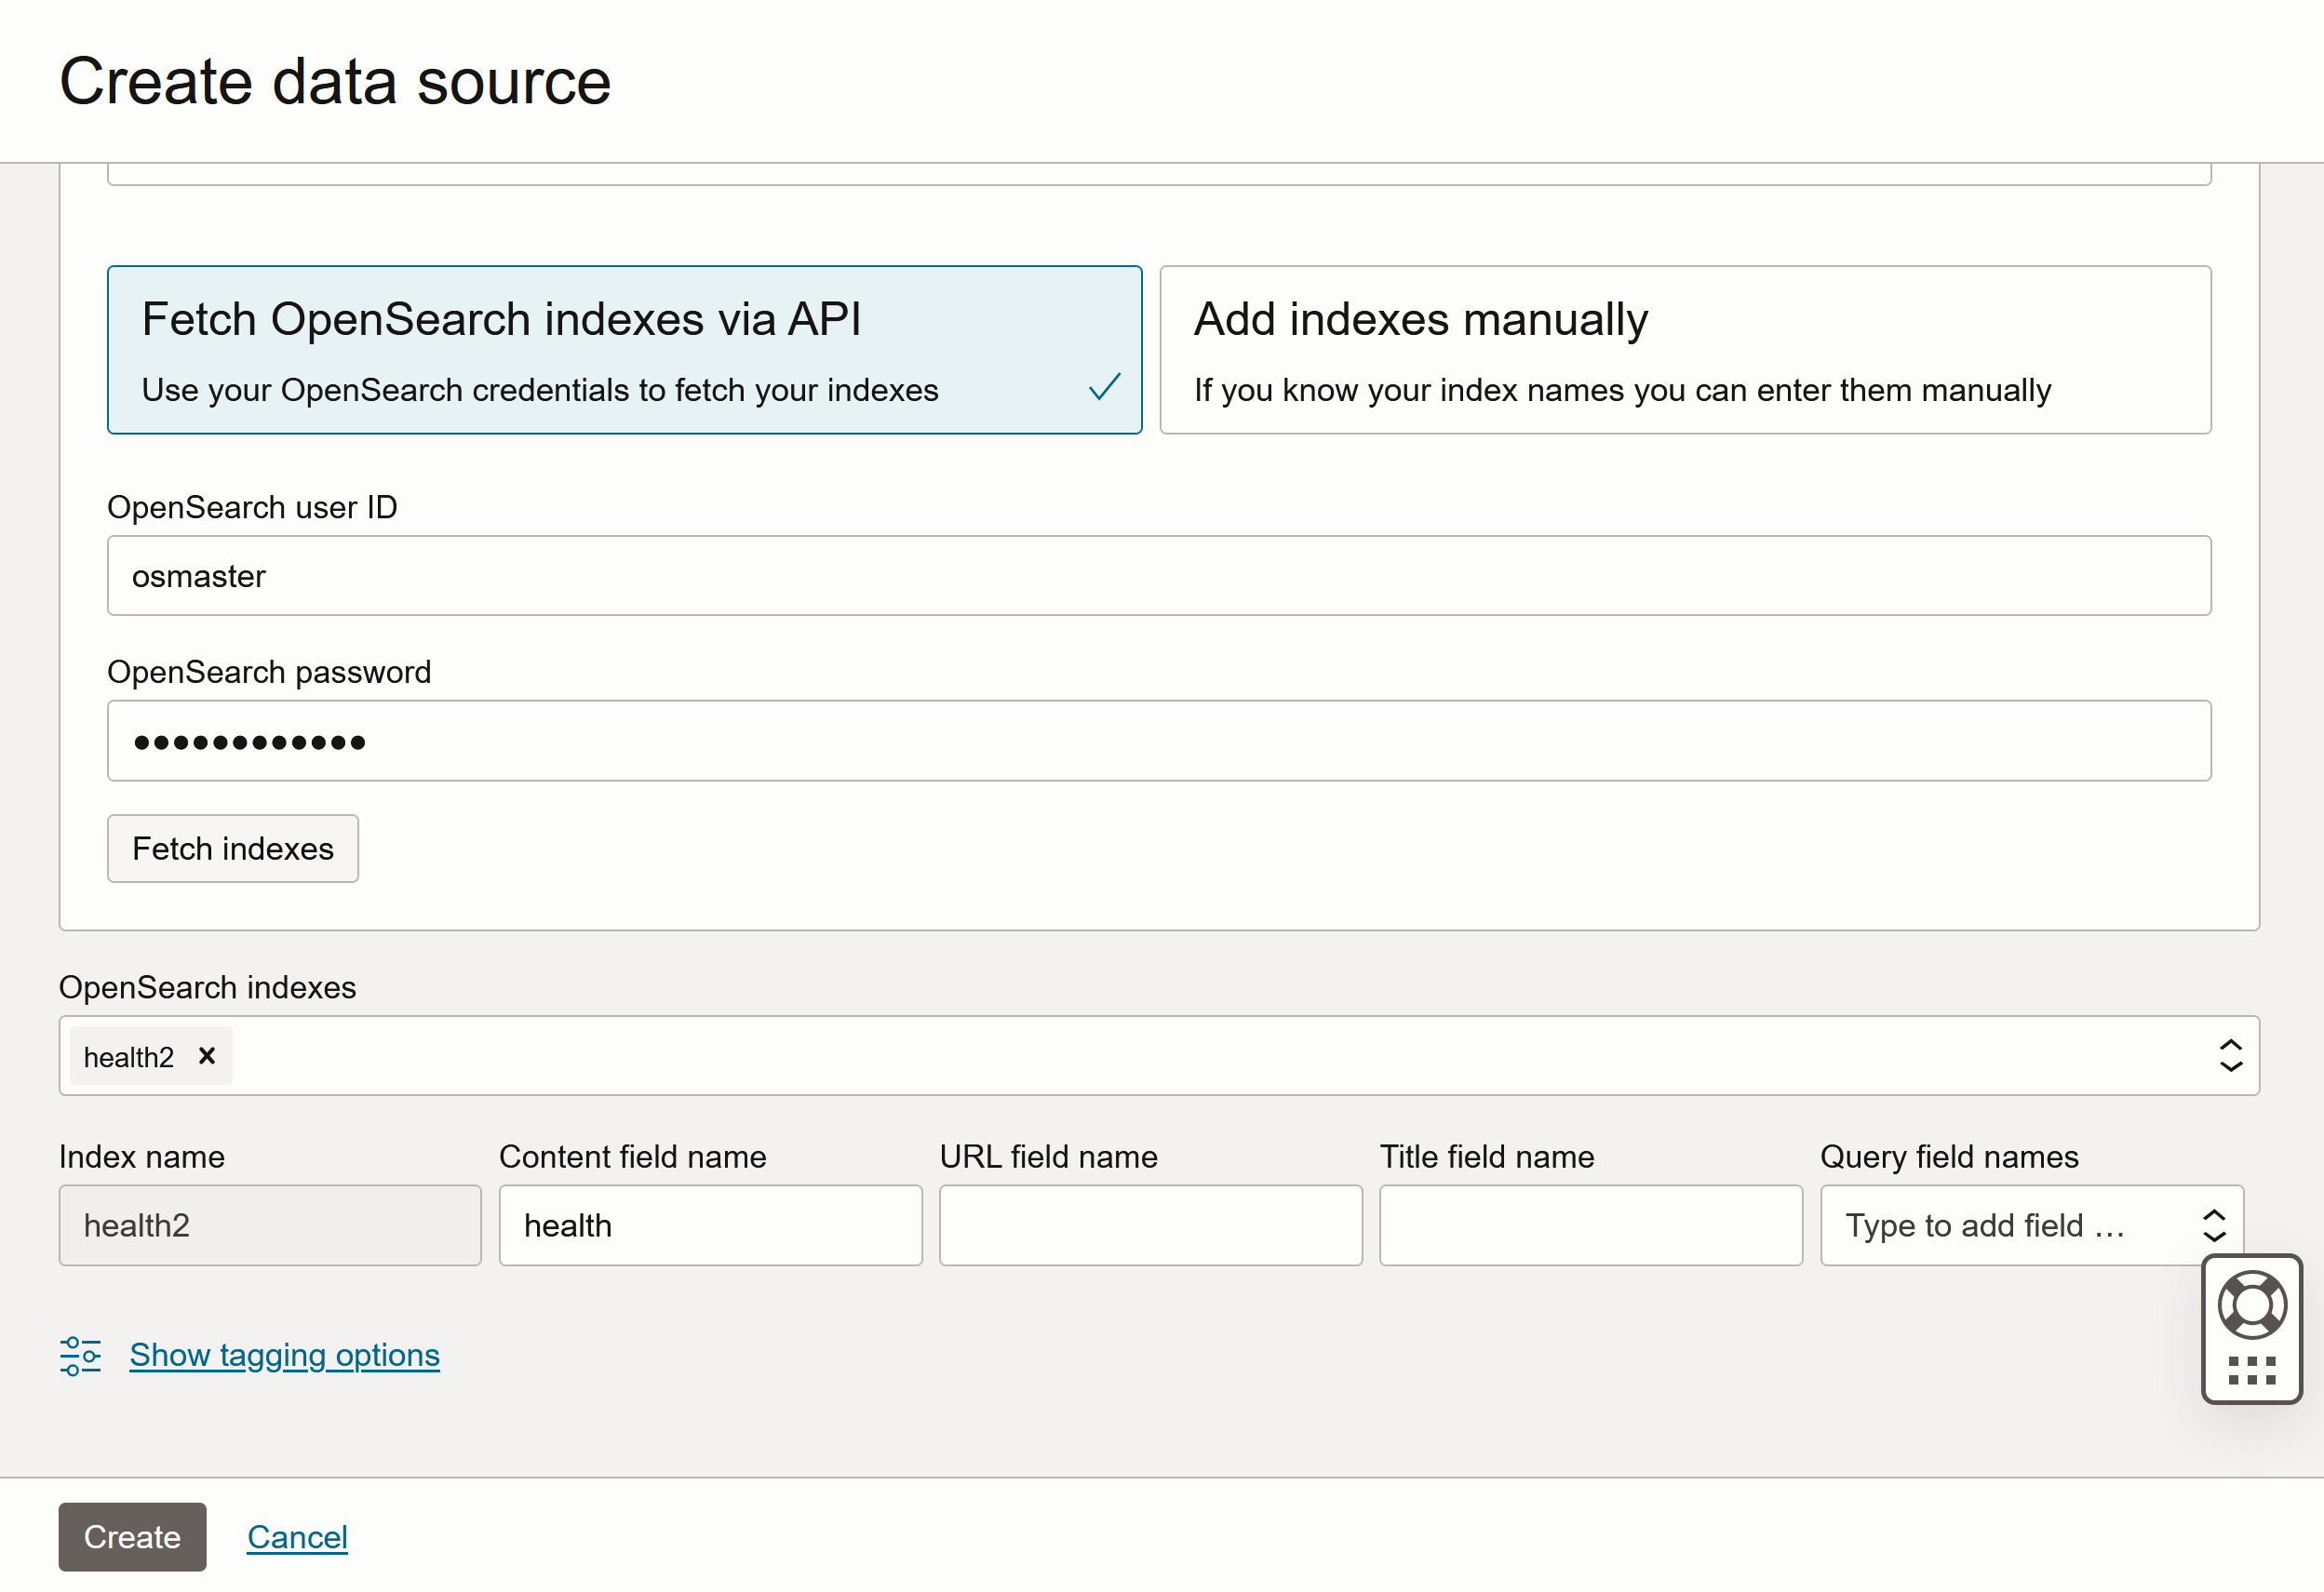 Create data source
Fetch OpenSearch indexes via API
Use your OpenSearch credentials to fetch your indexes
Add indexes manually
If you know your index names you can enter them manually
OpenSearch user ID
osmaster
OpenSearch password
••••••••••••
Fetch indexes
OpenSearch indexes
health2
Index name
health2
Content field name
health
URL field name
Title field name
Query field names
Type to add field …
Show tagging options
Create
Cancel